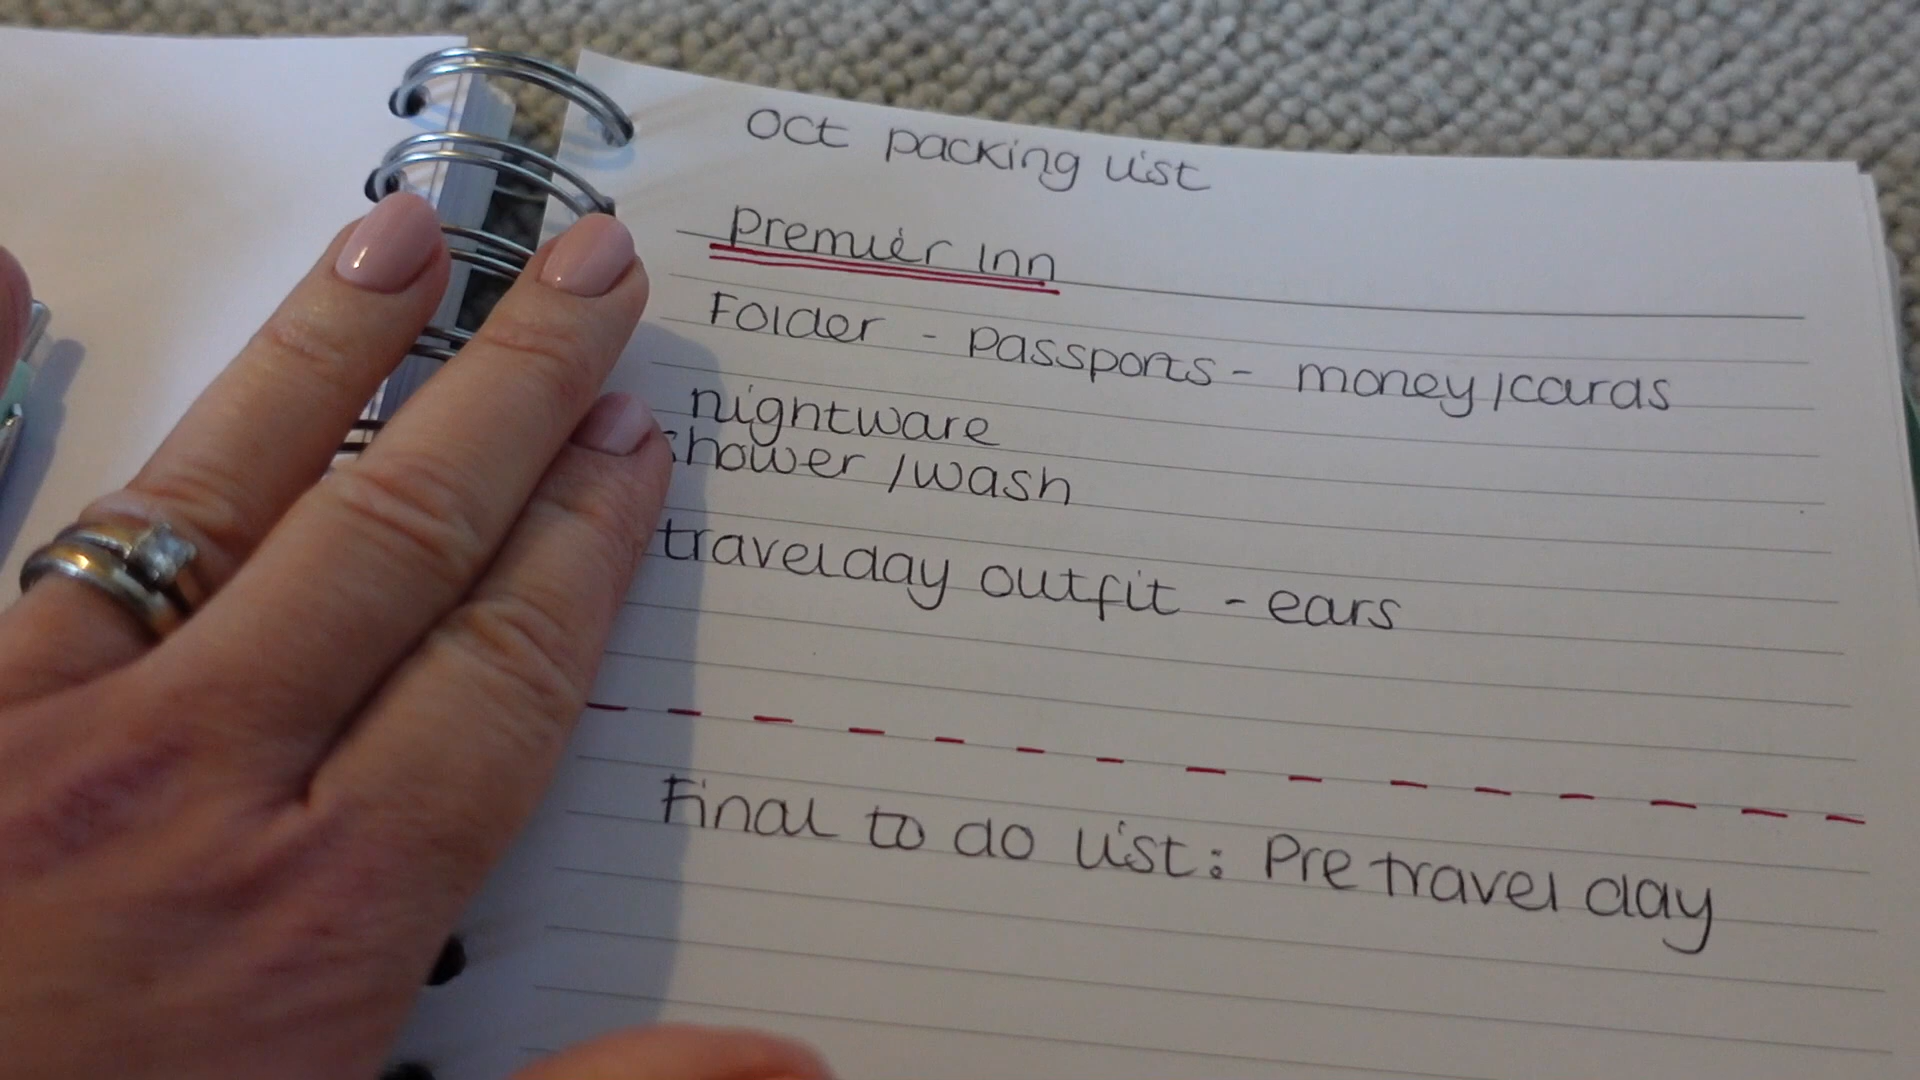 Oct packing list
Premier Inn
Folder - Passports - money/cards
nightware
shower/wash
travelday outfit - ears
Final to do list: Pre travel day